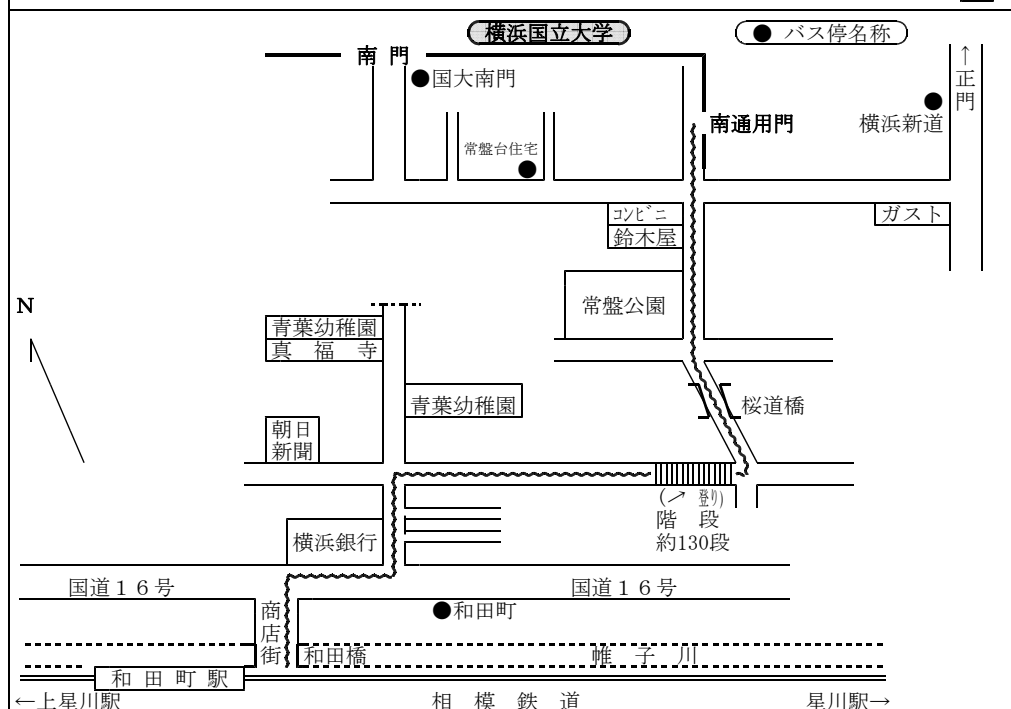 横浜国立大学
● バス停名称
南 門
●国大南門
↑正門
南通用門
横浜新道
常盤台住宅
コンビニ
鈴木屋
ガスト
常盤公園
N
青葉幼稚園
真 福 寺
青葉幼稚園
桜道橋
朝日
新聞
(↗ 登り)
階 段
約130段
横浜銀行
国道１６号
国道１６号
商店街
●和田町
和田橋
帷 子 川
和 田 町 駅
←上星川駅
相 模 鉄 道
星川駅→